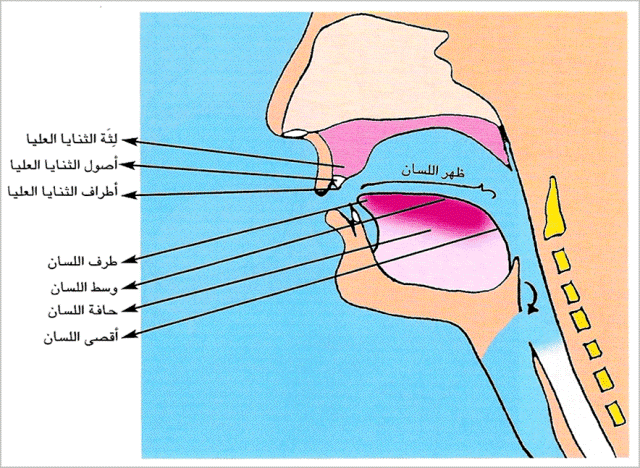 لِثَة الثنايا العليا
أصول الثنايا العليا
أطراف الثنايا العليا
ظهر اللسان
طرف اللسان
وسط اللسان
حافة اللسان
أقصى اللسان